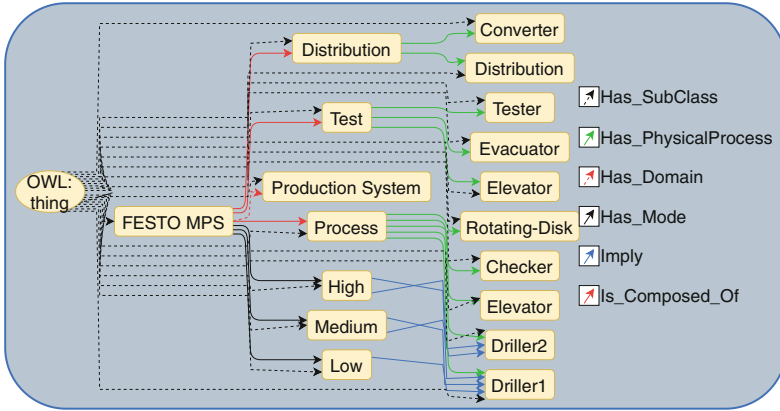 OWL:
thing
FESTO MPS
Distribution
Test
Production System
Process
High
Medium
Low
Converter
Distribution
Tester
Evacuator
Elevator
Rotating-Disk
Checker
Elevator
Driller2
Driller1
Has_SubClass
Has_PhysicalProcess
Has_Domain
Has_Mode
Imply
Is_Composed_Of